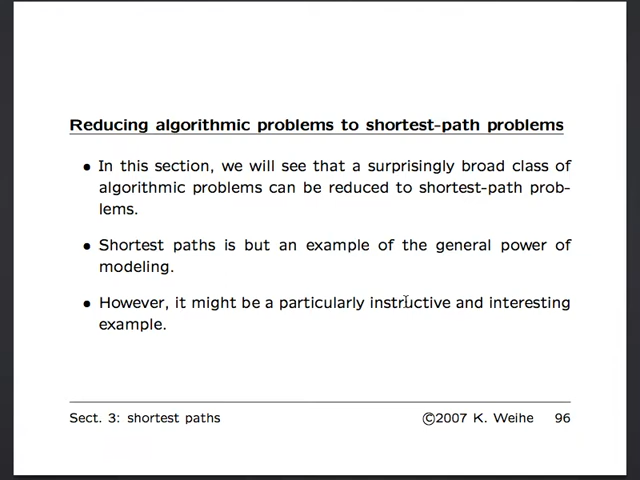 Reducing algorithmic problems to shortest-path problems
• In this section, we will see that a surprisingly broad class of
algorithmic problems can be reduced to shortest-path prob-
lems.
• Shortest paths is but an example of the general power of
modeling.
• However, it might be a particularly instructive and interesting
example.
Sect. 3: shortest paths ©2007 K. Weihe 96